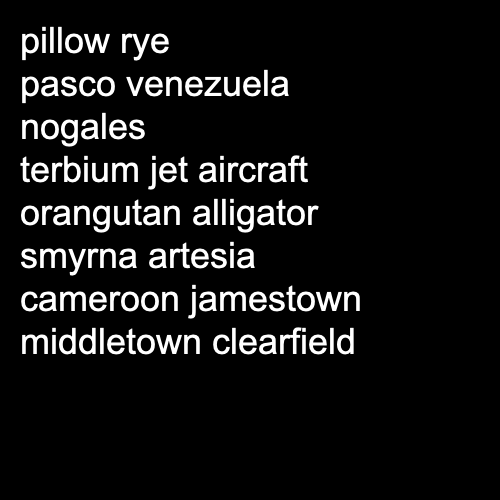 pillow rye
pasco venezuela
nogales
terbium jet aircraft
orangutan alligator
smyrna artesia
cameroon jamestown
middletown clearfield